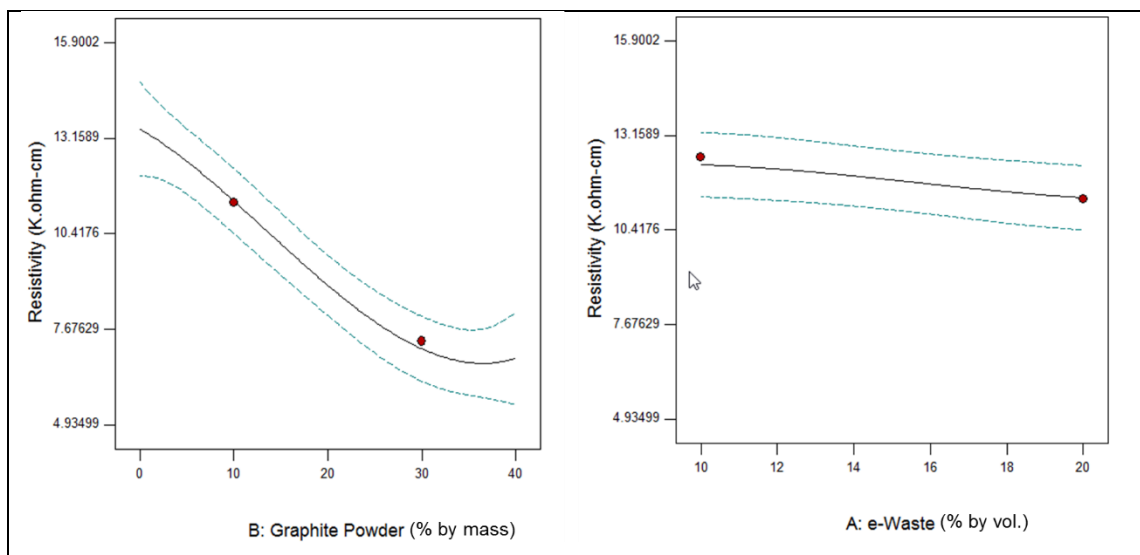 15.9002
13.1589
10.4176
7.67629
4.93499
Resistivity (K.ohm-cm)
0 10 20 30 40
B: Graphite Powder (% by mass)
15.9002
13.1589
10.4176
7.67629
4.93499
Resistivity (K.ohm-cm)
10 12 14 16 18 20
A: e-Waste (% by vol.)